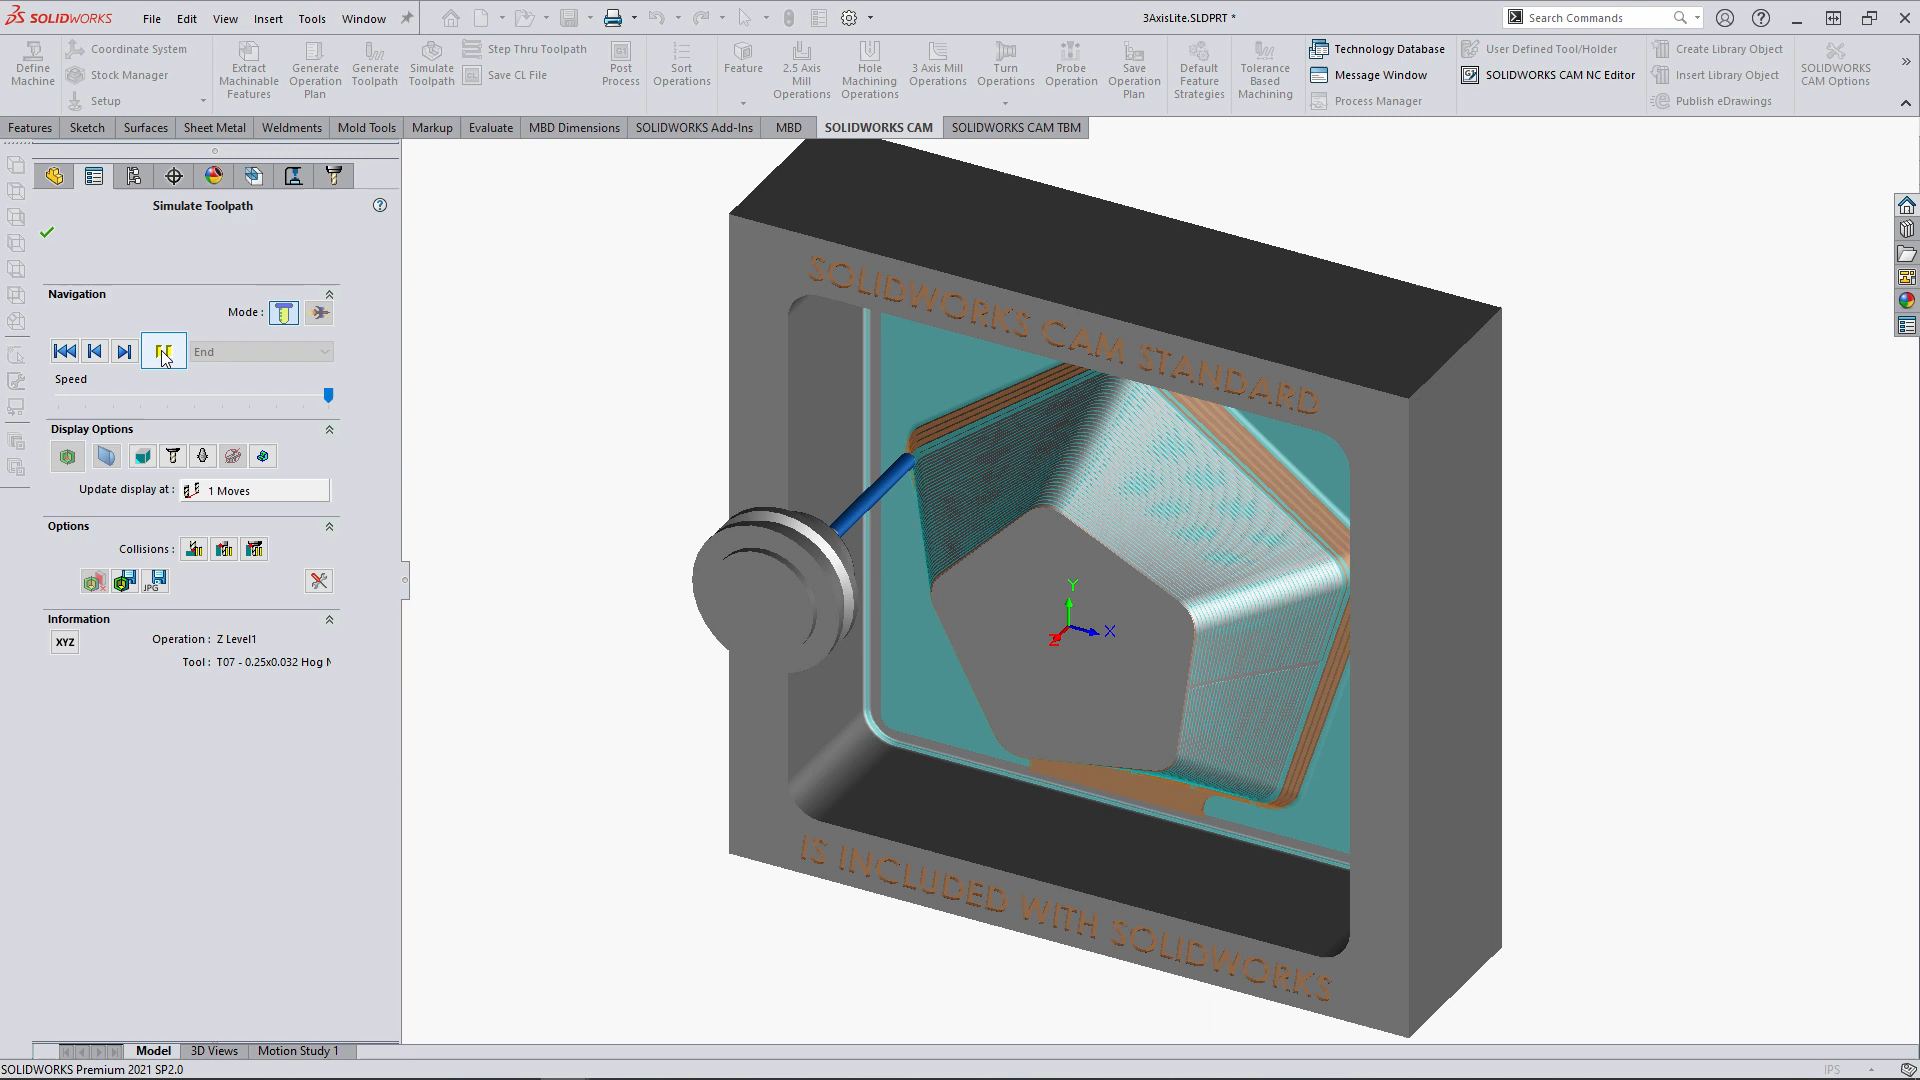 SOLIDWORKS File Edit View Insert Tools Window 3AxisLite.SLDPRT * Search Commands
Define Machine
Coordinate System
Stock Manager
Setup
Extract Machinable Features
Generate Operation Plan
Generate Toolpath
Simulate Toolpath
Step Thru Toolpath
Save CL File
Post Process
Sort Operations
Feature
2.5 Axis Mill Operations
Hole Machining Operations
3 Axis Mill Operations
Turn Operations
Probe Operations
Save Operation Plan
Default Feature Strategies
Tolerance Based Machining
Technology Database
Message Window
Process Manager
User Defined Tool/Holder
SOLIDWORKS CAM NC Editor
Create Library Object
Insert Library Object
Publish eDrawings
SOLIDWORKS CAM Options
Features Sketch Surfaces Sheet Metal Weldments Mold Tools Markup Evaluate MBD Dimensions SOLIDWORKS Add-Ins MBD SOLIDWORKS CAM SOLIDWORKS CAM TBM
Simulate Toolpath
Navigation
Mode :
End
Speed
Display Options
Update display at : 1 Moves
Options
Collisions :
JPG
Information
XYZ Operation : Z Level1
Tool : T07 - 0.25x0.032 Hog N
SOLIDWORKS CAM STANDARD
Y
X
Z
IS INCLUDED WITH SOLIDWORKS
Model 3D Views Motion Study 1
SOLIDWORKS Premium 2021 SP2.0 IPS